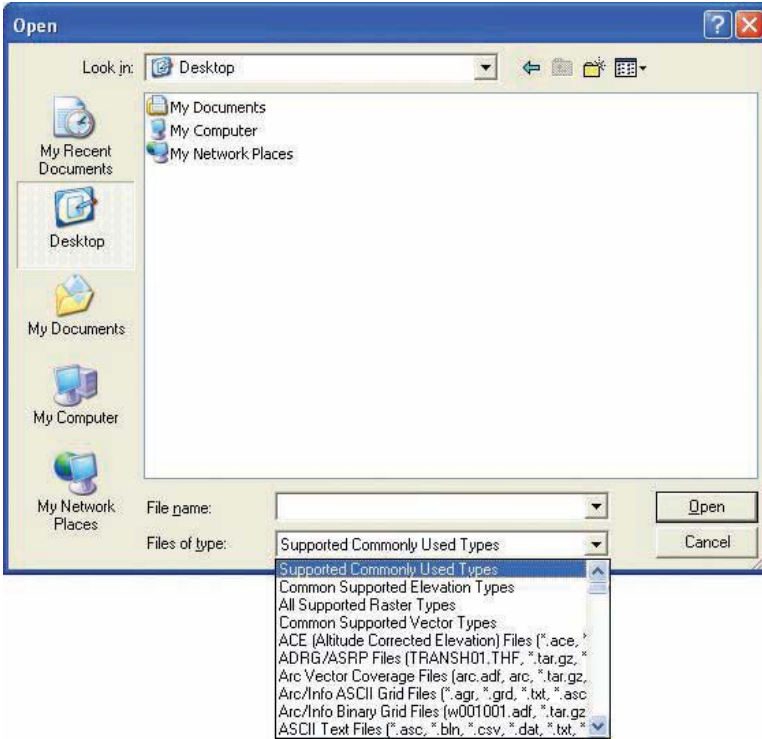 Open
Look in:
Desktop
My Documents
My Computer
My Network Places
My Recent
Documents
Desktop
My Documents
My Computer
My Network
Places
File name:
Open
Files of type:
Supported Commonly Used Types
Cancel
Supported Commonly Used Types
Common Supported Elevation Types
All Supported Raster Types
Common Supported Vector Types
ACE (Altitude Corrected Elevation) Files (*.ace, *
ADRG/ASRP Files (TRANSH01.THF, *.tar.gz, *
Arc Vector Coverage Files (arc.adf, arc, *.tar.gz,
Arc/Info ASCII Grid Files (*.agr, *.grd, *.txt, *.asc
Arc/Info Binary Grid Files (w001001.adf, *.tar.gz
ASCII Text Files (*.asc, *.bln, *.csv, *.dat, *.txt, *